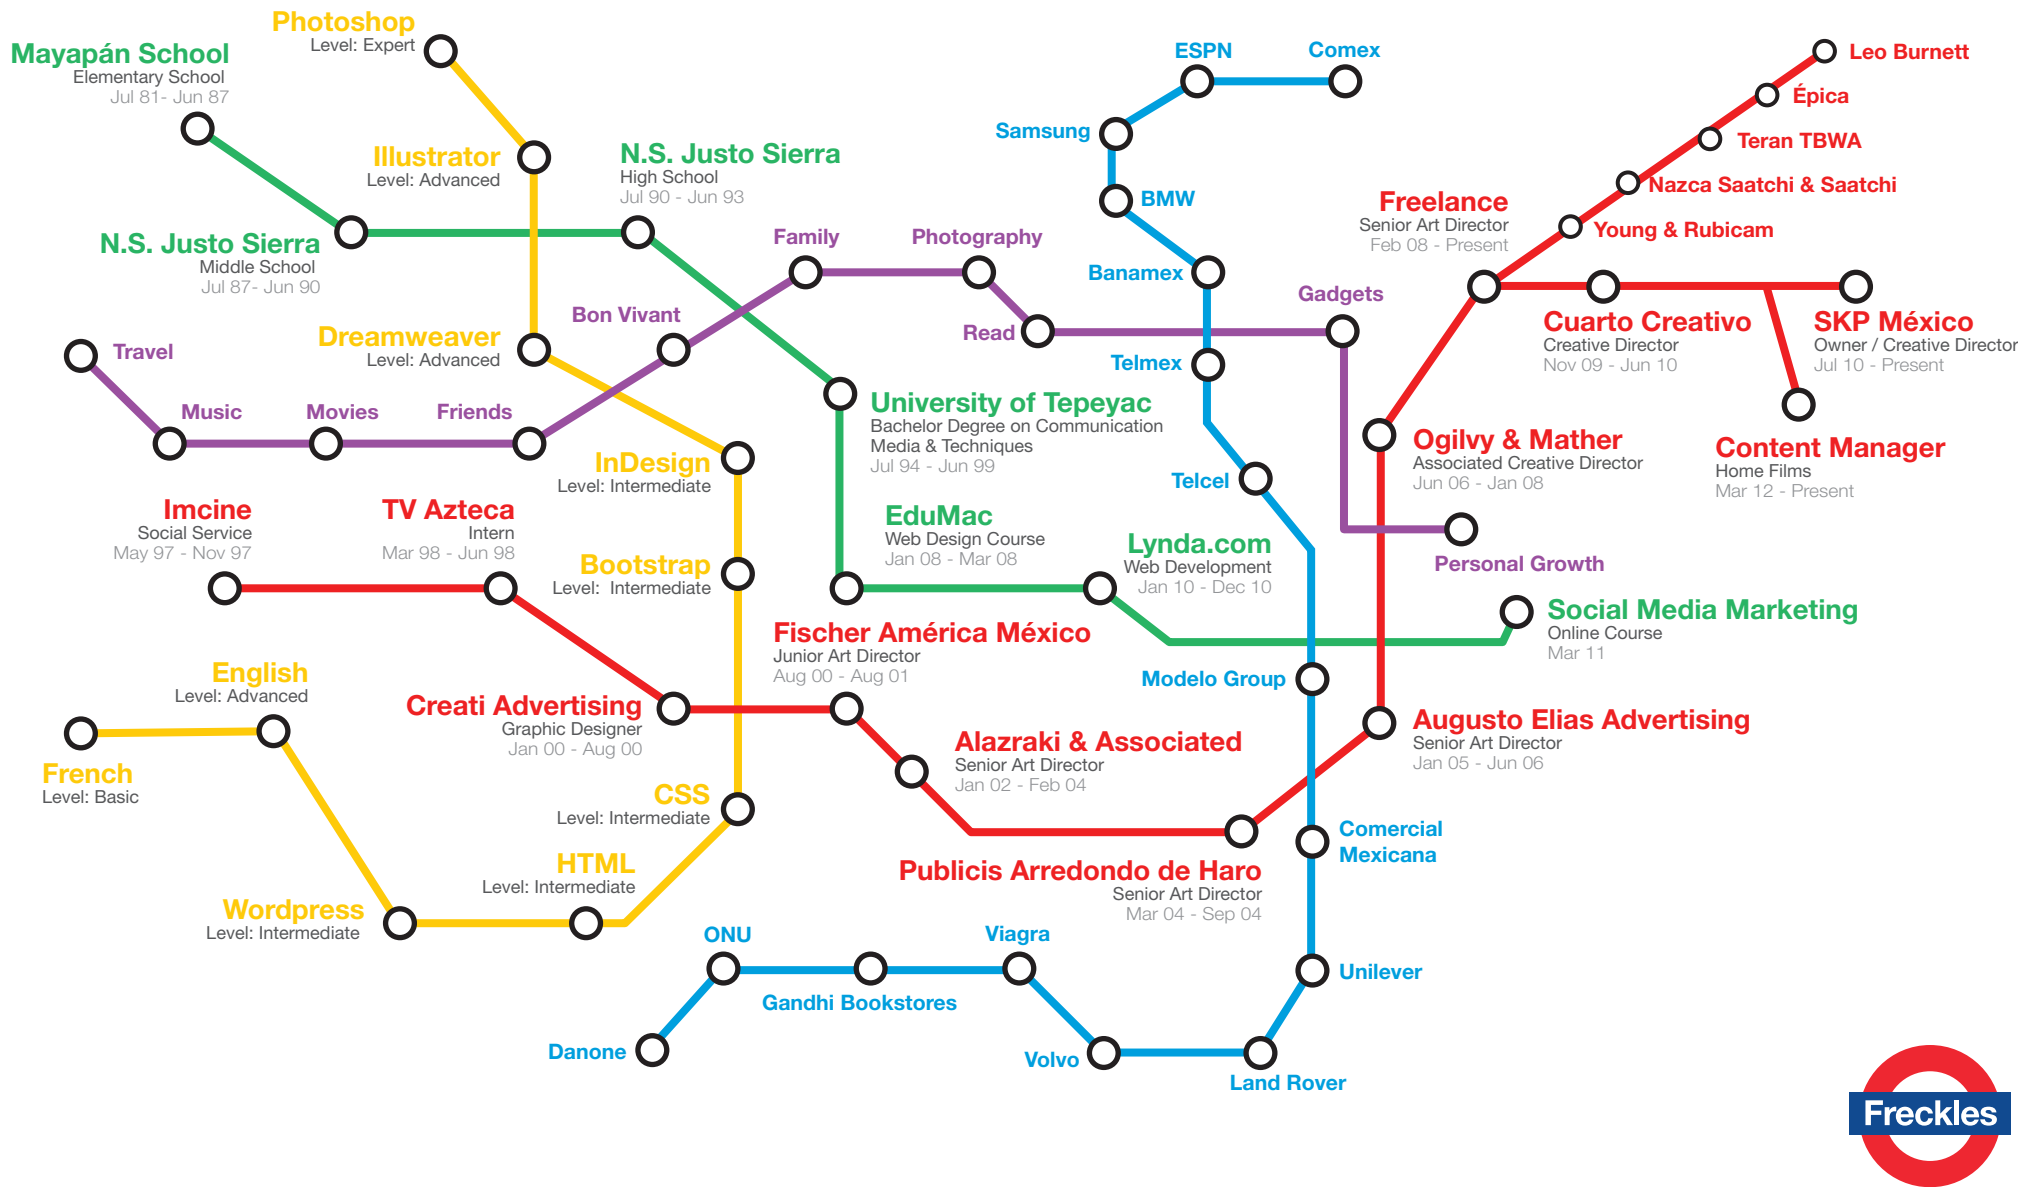 Photoshop
Level: Expert
Mayapán School
Elementary School
Jul 81- Jun 87
Illustrator
Level: Advanced
N.S. Justo Sierra
High School
Jul 90 - Jun 93
N.S. Justo Sierra
Middle School
Jul 87- Jun 90
Dreamweaver
Level: Advanced
ESPN
Comex
Samsung
BMW
Banamex
Telmex
Telcel
Leo Burnett
Épica
Teran TBWA
Nazca Saatchi & Saatchi
Young & Rubicam
Freelance
Senior Art Director
Feb 08 - Present
Family
Photography
Bon Vivant
Read
Gadgets
Travel
Music
Movies
Friends
Cuarto Creativo
Creative Director
Nov 09 - Jun 10
SKP México
Owner / Creative Director
Jul 10 - Present
University of Tepeyac
Bachelor Degree on Communication
Media & Techniques
Jul 94 - Jun 99
Ogilvy & Mather
Associated Creative Director
Jun 06 - Jan 08
Content Manager
Home Films
Mar 12 - Present
InDesign
Level: Intermediate
Imcine
Social Service
May 97 - Nov 97
TV Azteca
Intern
Mar 98 - Jun 98
Bootstrap
Level: Intermediate
EduMac
Web Design Course
Jan 08 - Mar 08
Lynda.com
Web Development
Jan 10 - Dec 10
Personal Growth
Social Media Marketing
Online Course
Mar 11
Fischer América México
Junior Art Director
Aug 00 - Aug 01
English
Level: Advanced
Creati Advertising
Graphic Designer
Jan 00 - Aug 00
Modelo Group
Alazraki & Associated
Senior Art Director
Jan 02 - Feb 04
Augusto Elias Advertising
Senior Art Director
Jan 05 - Jun 06
French
Level: Basic
CSS
Level: Intermediate
HTML
Level: Intermediate
Wordpress
Level: Intermediate
Publicis Arredondo de Haro
Senior Art Director
Mar 04 - Sep 04
Comercial
Mexicana
ONU
Viagra
Gandhi Bookstores
Unilever
Danone
Volvo
Land Rover
Freckles